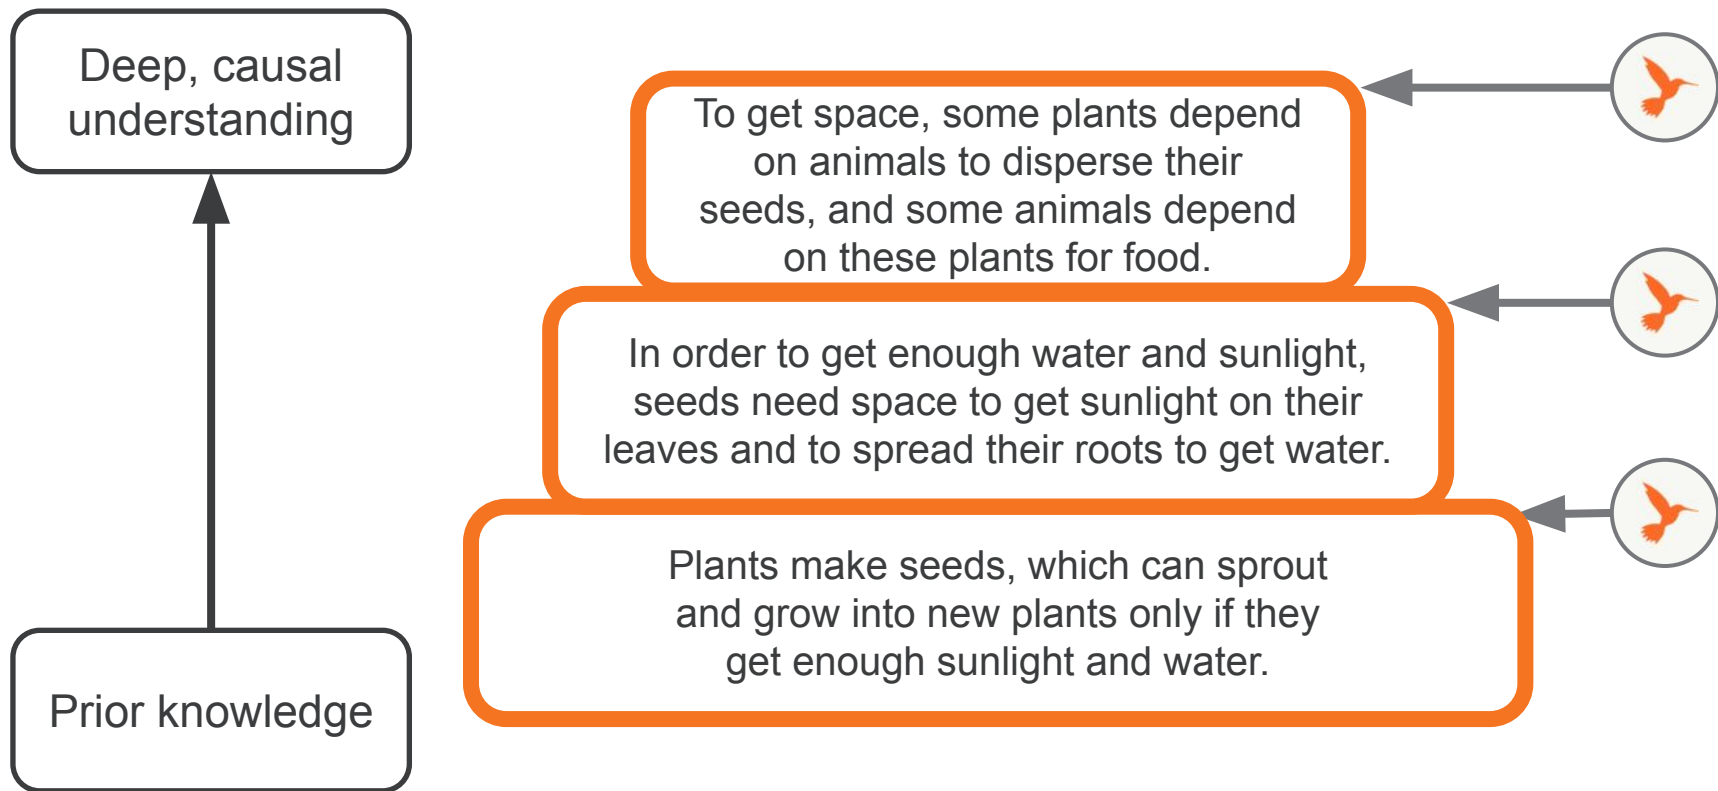 Deep, causal
understanding
Prior knowledge
To get space, some plants depend
on animals to disperse their
seeds, and some animals depend
on these plants for food.
In order to get enough water and sunlight,
seeds need space to get sunlight on their
leaves and to spread their roots to get water.
Plants make seeds, which can sprout
and grow into new plants only if they
get enough sunlight and water.